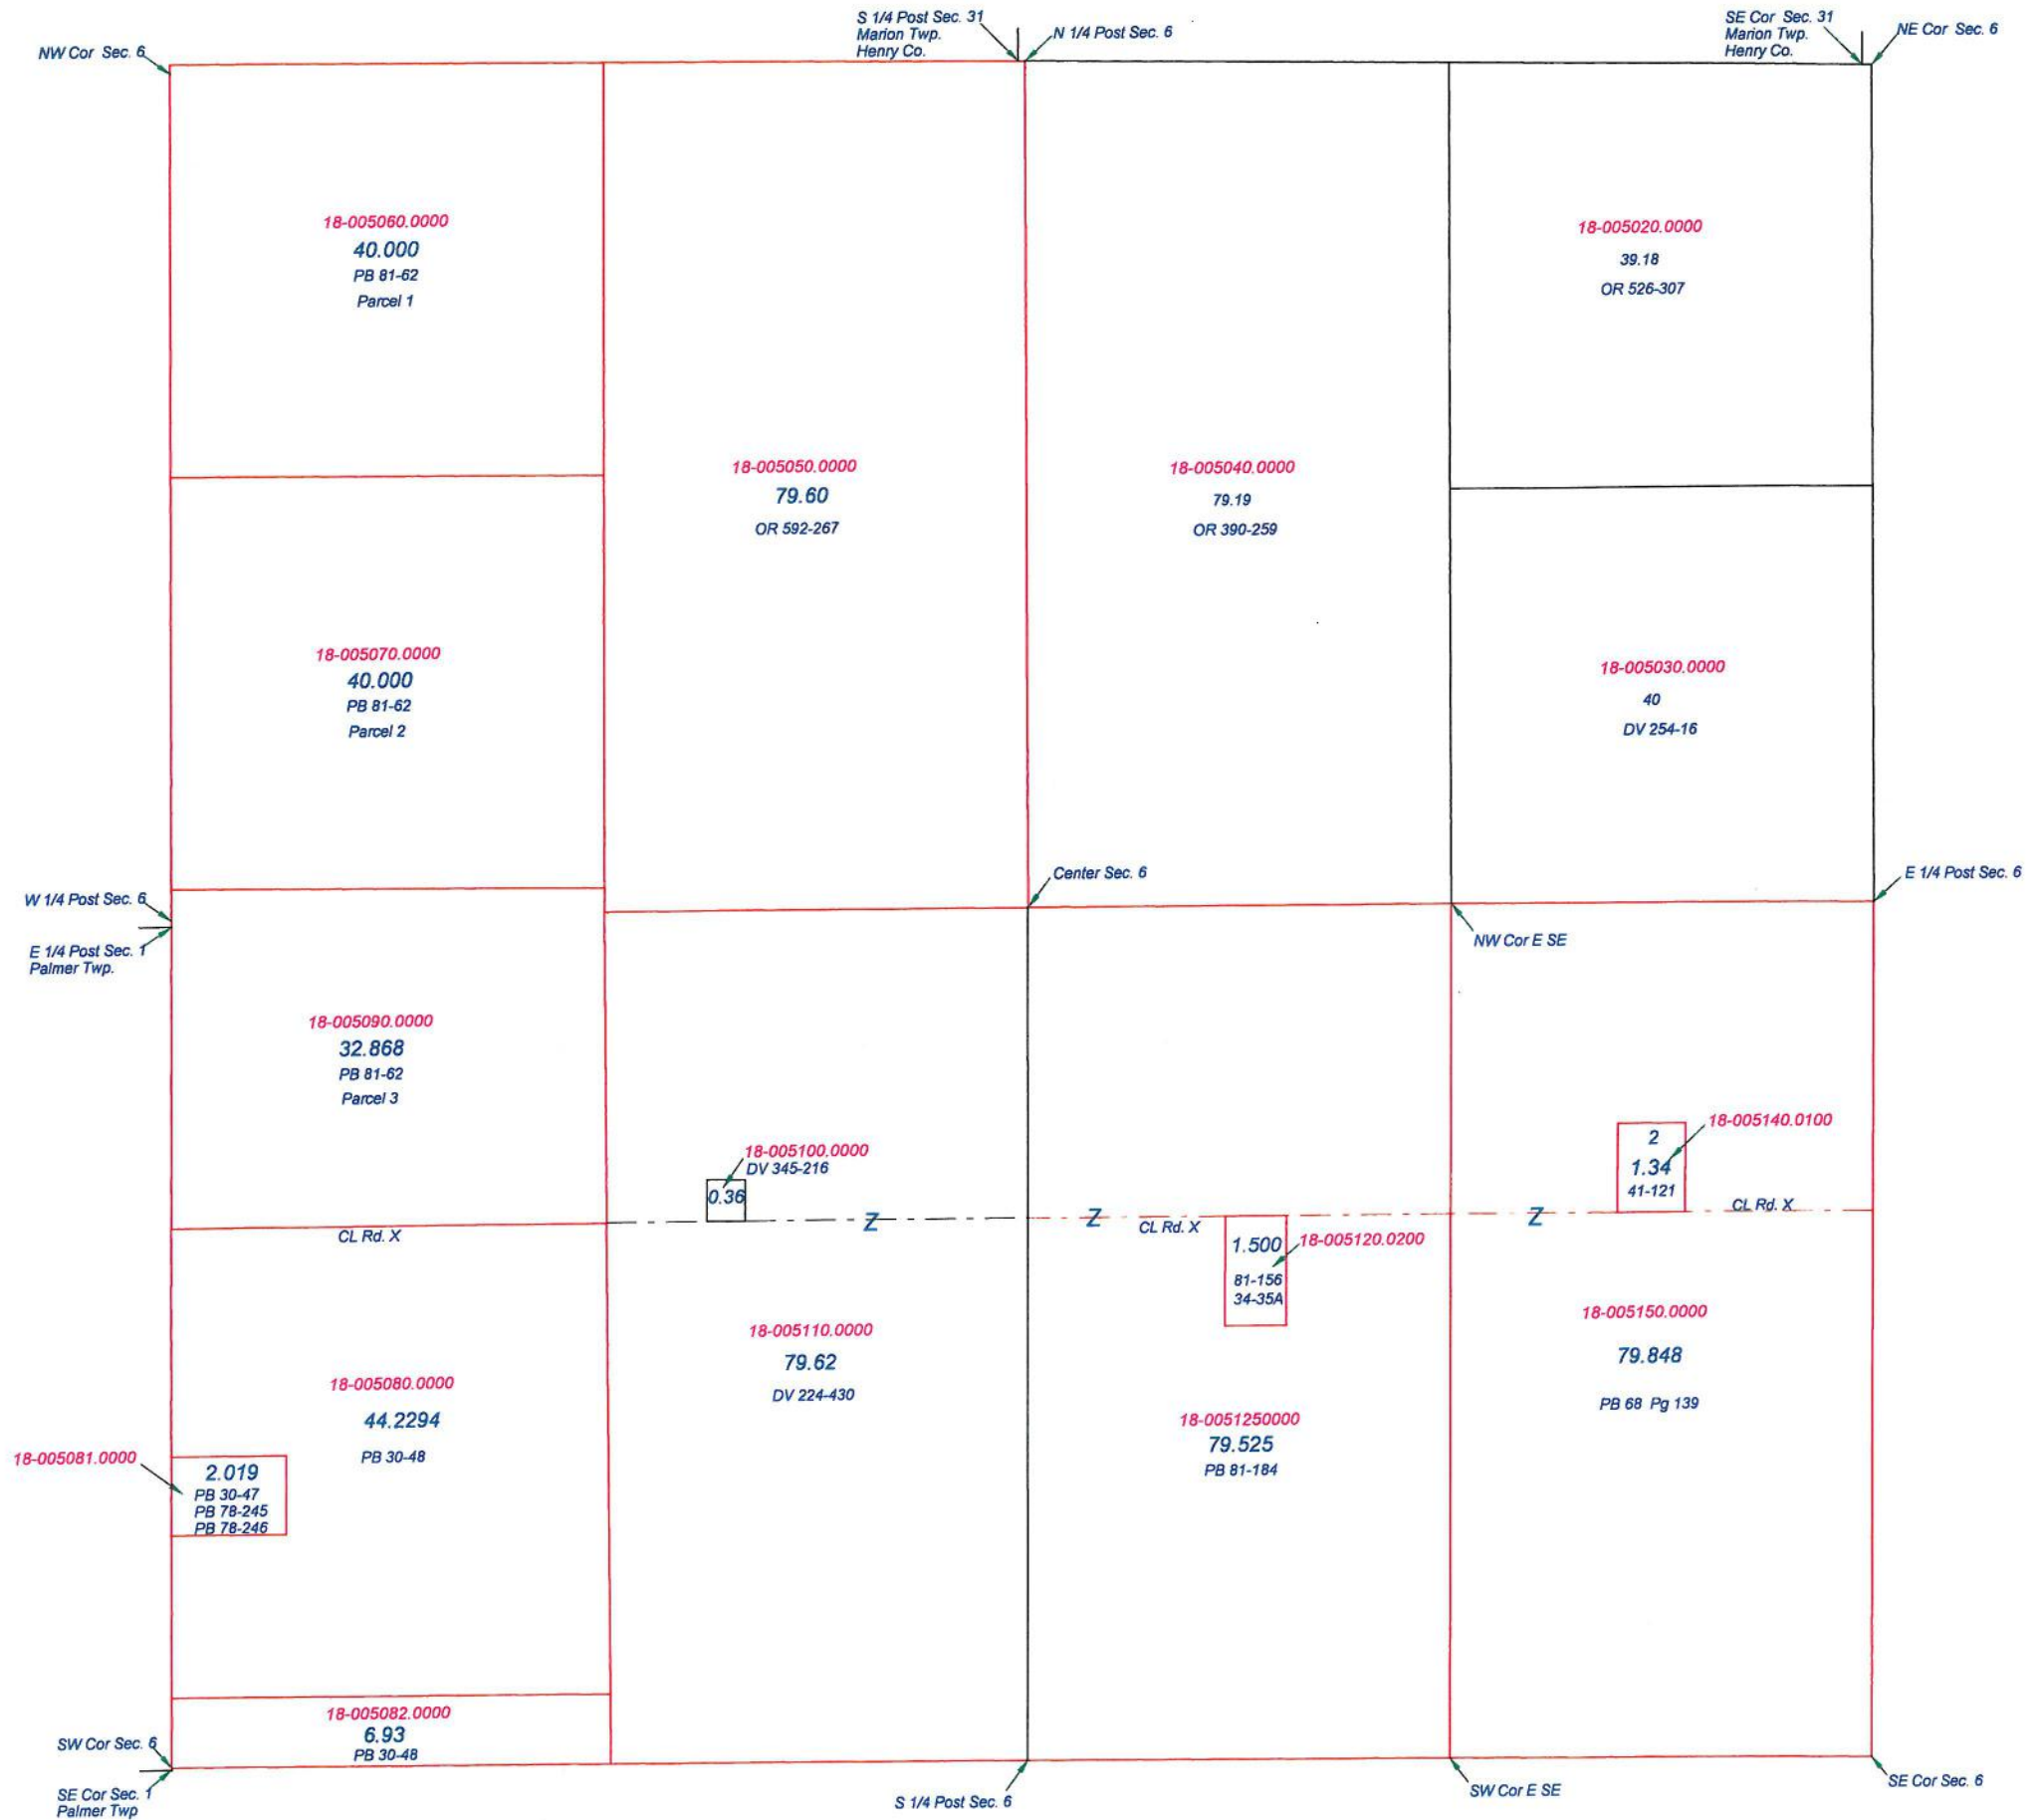 S 1/4 Post Sec. 31
Marion Twp.
Henry Co.
N 1/4 Post Sec. 6
SE Cor Sec. 31
Marion Twp.
Henry Co.
NE Cor Sec. 6
NW Cor Sec. 6
18-005060.0000
40.000
PB 81-62
Parcel 1
18-005020.0000
39.18
OR 526-307
18-005050.0000
79.60
OR 592-267
18-005040.0000
79.19
OR 390-259
18-005070.0000
40.000
PB 81-62
Parcel 2
18-005030.0000
40
DV 254-16
W 1/4 Post Sec. 6
E 1/4 Post Sec. 1
Palmer Twp.
Center Sec. 6
E 1/4 Post Sec. 6
NW Cor E SE
18-005090.0000
32.868
PB 81-62
Parcel 3
18-005100.0000
DV 345-216
0.36
18-005140.0100
2
1.34
41-121
CL Rd. X
Z
Z
CL Rd. X
Z
CL Rd. X
1.500
81-156
34-35A
18-005120.0200
18-005110.0000
79.62
DV 224-430
18-005150.0000
79.848
PB 68 Pg 139
18-005080.0000
44.2294
PB 30-48
18-0051250000
79.525
PB 81-184
18-005081.0000
2.019
PB 30-47
PB 78-245
PB 78-246
18-005082.0000
6.93
PB 30-48
SW Cor Sec. 6
SE Cor Sec. 1
Palmer Twp
S 1/4 Post Sec. 6
SW Cor E SE
SE Cor Sec. 6